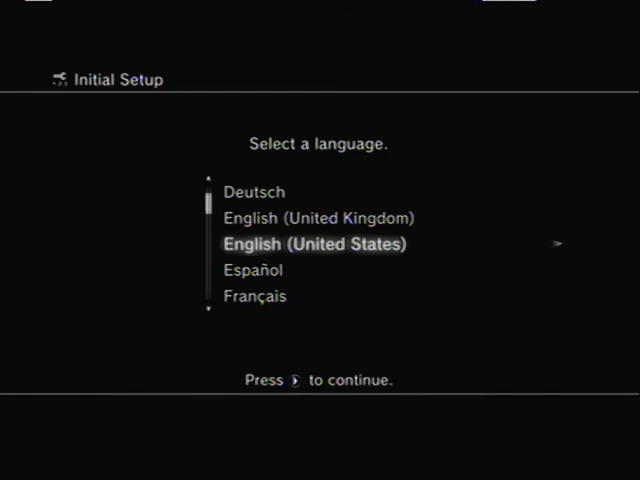 Initial Setup
Select a language.
Deutsch
English (United Kingdom)
English (United States)
Español
Français
Press to continue.